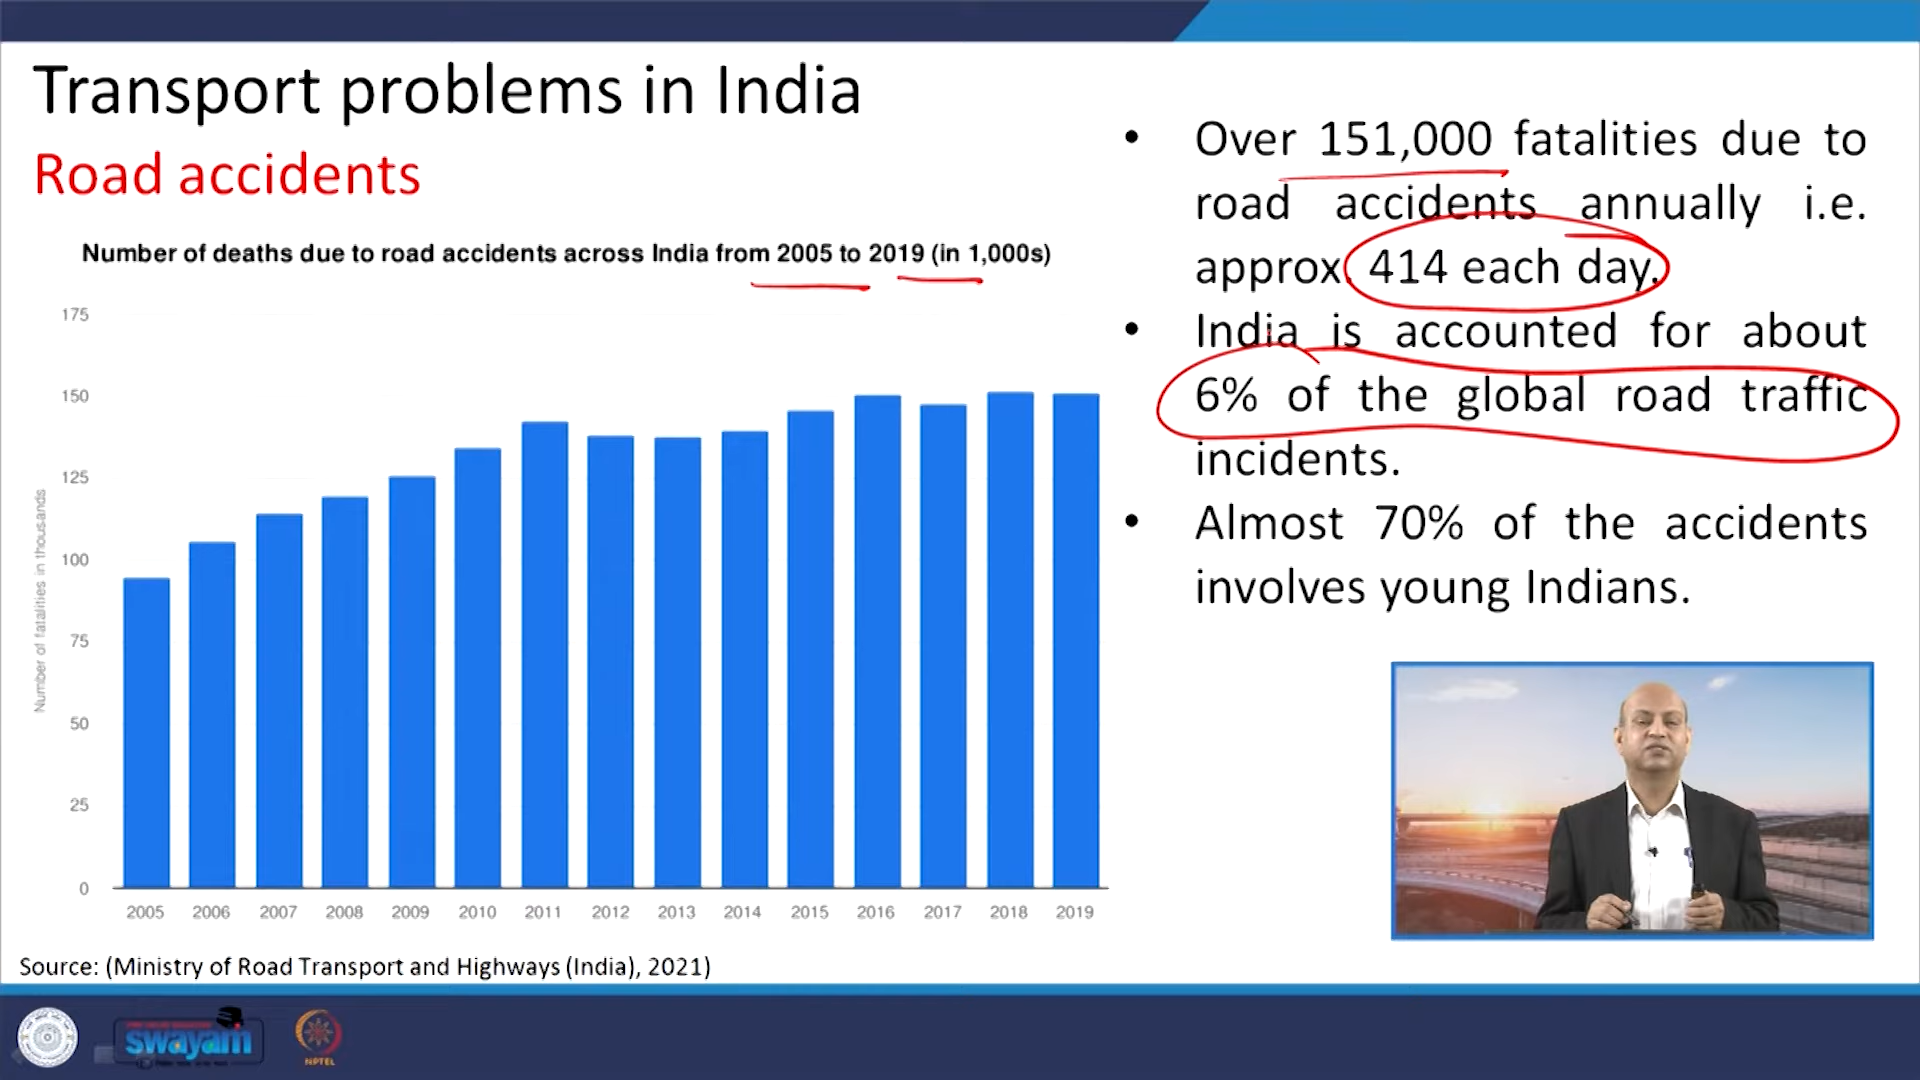 Transport problems in India
Road accidents
Number of deaths due to road accidents across India from 2005 to 2019 (in 1,000s)
175
150
125
100
75
50
25
0
Number of fatalities in thousands
2005 2006 2007 2008 2009 2010 2011 2012 2013 2014 2015 2016 2017 2018 2019
Source: (Ministry of Road Transport and Highways (India), 2021)
• Over 151,000 fatalities due to
road accidents annually i.e.
approx. 414 each day.
• India is accounted for about
6% of the global road traffic
incidents.
• Almost 70% of the accidents
involves young Indians.
swayam
NPTEL